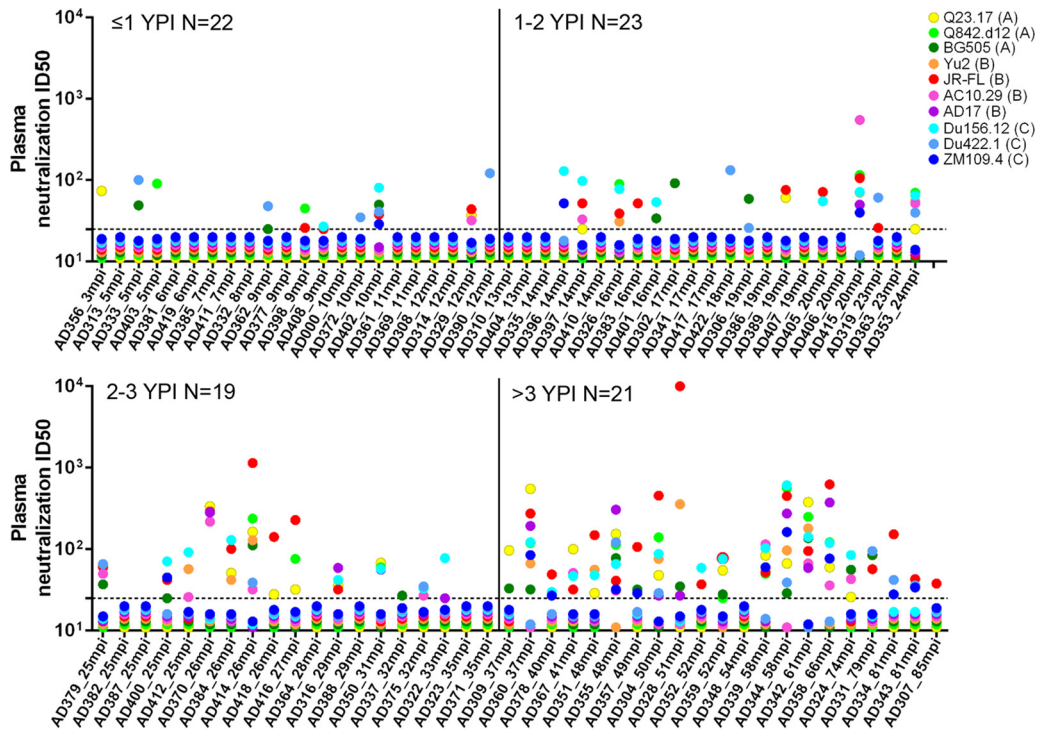 ≤1 YPI N=22
1-2 YPI N=23
Plasma
neutralization ID50
10⁴
10³
10²
10¹
Q23.17 (A)
Q842.d12 (A)
BG505 (A)
Yu2 (B)
JR-FL (B)
AC10.29 (B)
AD17 (B)
Du156.12 (C)
Du422.1 (C)
ZM109.4 (C)
AD356_3mpi
AD313_5mpi
AD333_5mpi
AD403_5mpi
AD381_6mpi
AD419_6mpi
AD385_7mpi
AD411_7mpi
AD332_8mpi
AD362_9mpi
AD377_9mpi
AD398_9mpi
AD408_9mpi
AD000_10mpi
AD372_10mpi
AD402_11mpi
AD361_11mpi
AD369_11mpi
AD308_12mpi
AD314_12mpi
AD329_12mpi
AD390_12mpi
AD310_13mpi
AD404_13mpi
AD335_14mpi
AD396_14mpi
AD397_14mpi
AD410_14mpi
AD326_16mpi
AD383_16mpi
AD401_16mpi
AD302_17mpi
AD341_17mpi
AD417_17mpi
AD422_18mpi
AD306_19mpi
AD386_19mpi
AD389_19mpi
AD407_19mpi
AD405_20mpi
AD406_20mpi
AD415_20mpi
AD319_23mpi
AD363_23mpi
AD353_24mpi
2-3 YPI N=19
>3 YPI N=21
Plasma
neutralization ID50
10⁴
10³
10²
10¹
AD379_25mpi
AD382_25mpi
AD387_25mpi
AD400_25mpi
AD412_25mpi
AD370_26mpi
AD384_26mpi
AD414_26mpi
AD418_26mpi
AD416_27mpi
AD364_28mpi
AD316_29mpi
AD388_29mpi
AD350_31mpi
AD337_32mpi
AD375_32mpi
AD322_33mpi
AD312_35mpi
AD323_35mpi
AD371_35mpi
AD309_37mpi
AD360_37mpi
AD378_40mpi
AD367_41mpi
AD351_48mpi
AD355_48mpi
AD357_49mpi
AD304_50mpi
AD328_51mpi
AD352_52mpi
AD359_52mpi
AD348_54mpi
AD339_58mpi
AD344_58mpi
AD342_61mpi
AD358_66mpi
AD324_74mpi
AD331_79mpi
AD334_81mpi
AD343_81mpi
AD307_85mpi